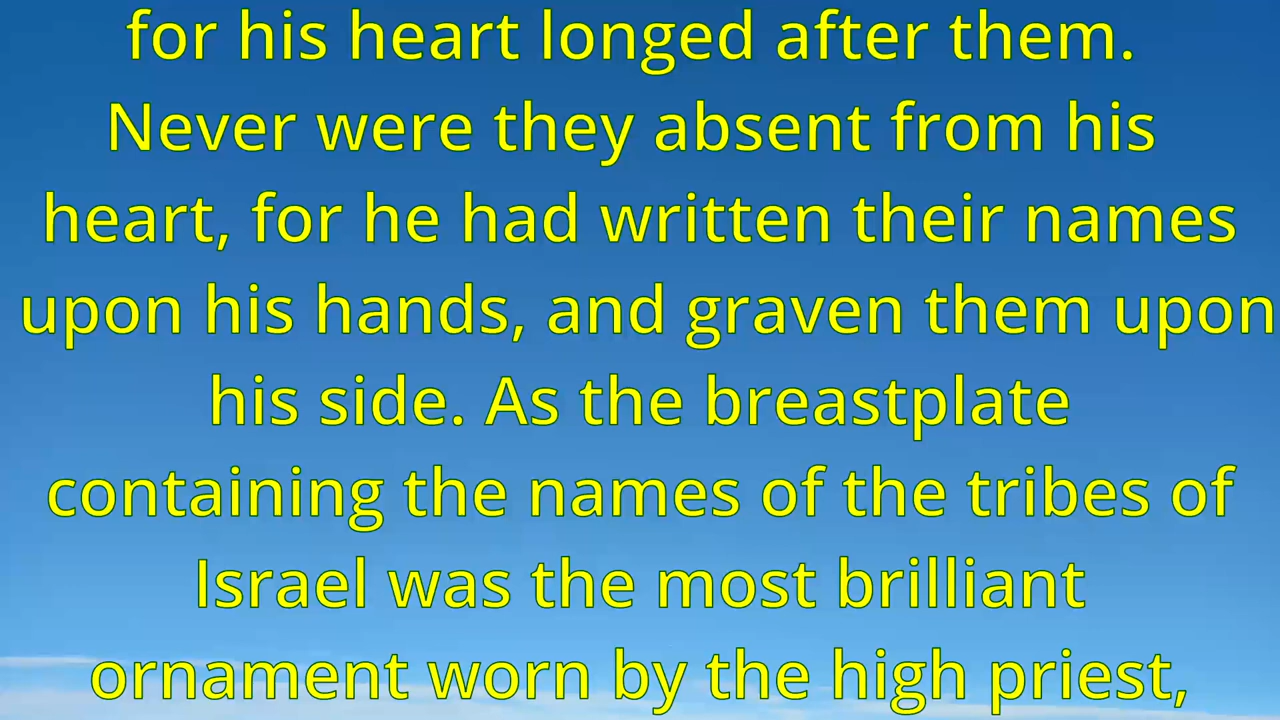 for his heart longed after them.
Never were they absent from his
heart, for he had written their names
upon his hands, and graven them upon
his side. As the breastplate
containing the names of the tribes of
Israel was the most brilliant
ornament worn by the high priest,